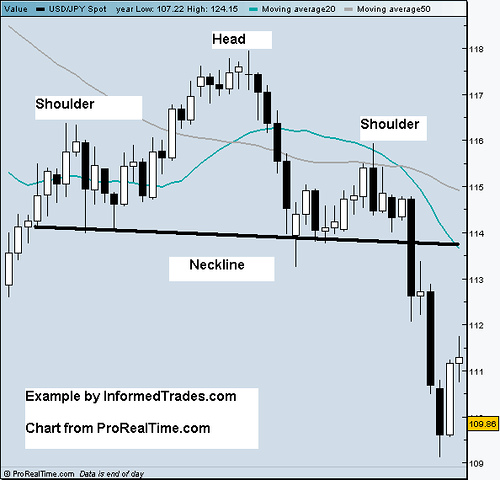 Value USD/JPY Spot year Low: 107.22 High: 124.15 Moving average20 Moving average50
Head
118
Shoulder
117
Shoulder
116
115
114
Neckline
113
112
111
Example by InformedTrades.com
109.86
Chart from ProRealTime.com
109
© ProRealTime.com Data is end of day